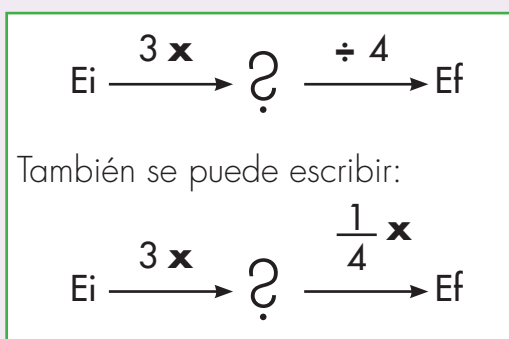 3 x ÷ 4
Ei ? Ef
También se puede escribir:
3 x 1/4 x
Ei ? Ef